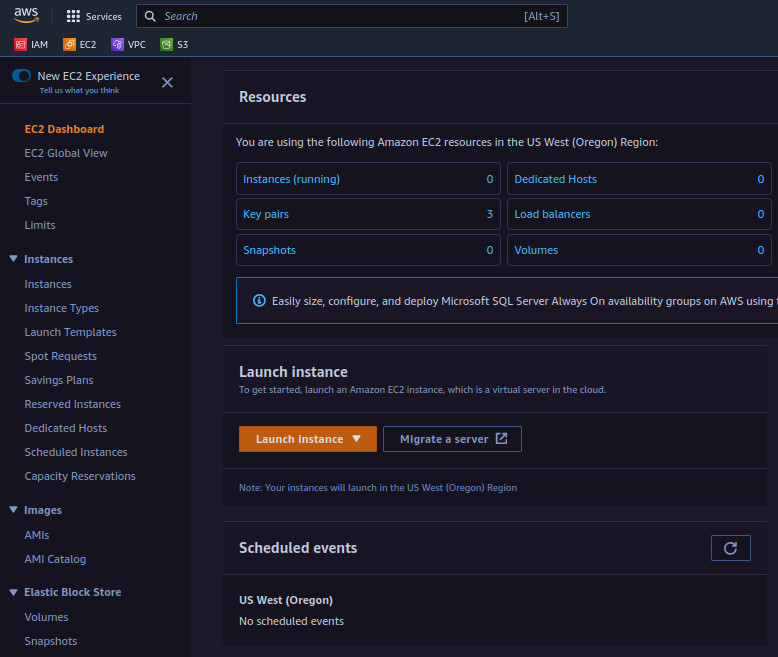 aws
Services
Search [Alt+S]
IAM EC2 VPC S3
New EC2 Experience
Tell us what you think
EC2 Dashboard
EC2 Global View
Events
Tags
Limits
Instances
Instances
Instance Types
Launch Templates
Spot Requests
Savings Plans
Reserved Instances
Dedicated Hosts
Scheduled Instances
Capacity Reservations
Images
AMIs
AMI Catalog
Elastic Block Store
Volumes
Snapshots
Resources
You are using the following Amazon EC2 resources in the US West (Oregon) Region:
Instances (running) 0
Dedicated Hosts 0
Key pairs 3
Load balancers 0
Snapshots 0
Volumes 0
Easily size, configure, and deploy Microsoft SQL Server Always On availability groups on AWS using
Launch instance
To get started, launch an Amazon EC2 instance, which is a virtual server in the cloud.
Launch instance
Migrate a server
Note: Your instances will launch in the US West (Oregon) Region
Scheduled events
US West (Oregon)
No scheduled events